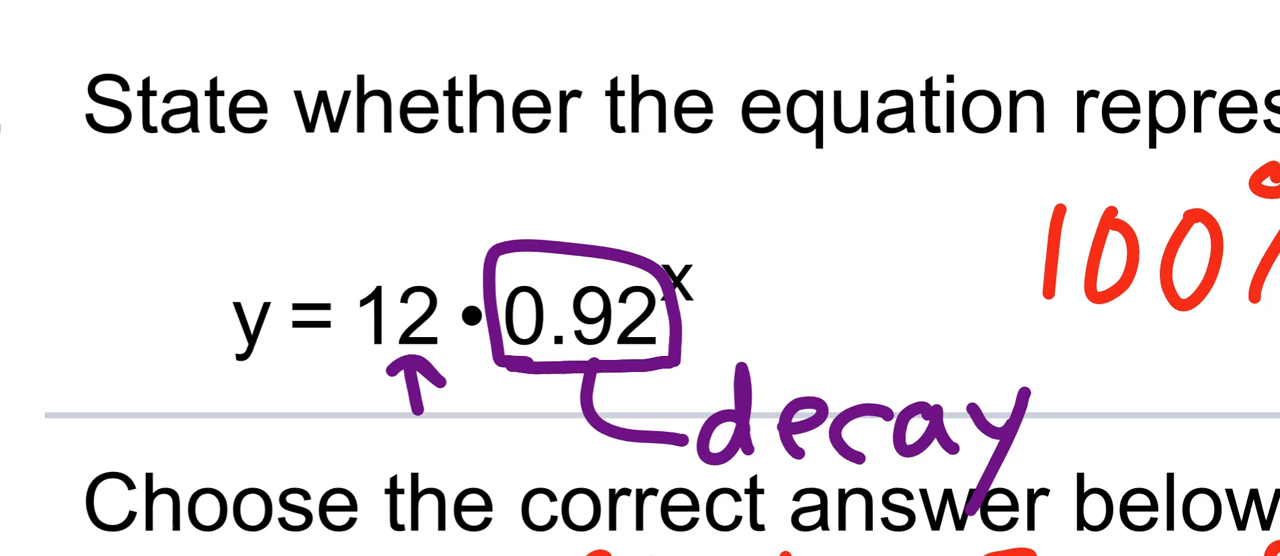 State whether the equation repres
100%
y = 12 • 0.92^x
decay
Choose the correct answer below